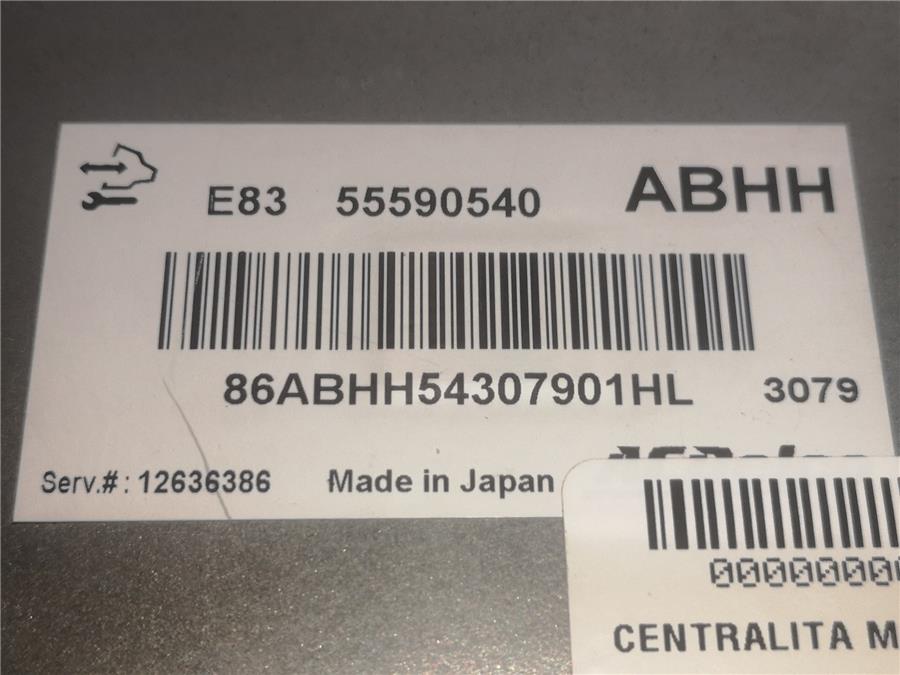 E83 55590540 ABHH
86ABHH54307901HL 3079
Serv.#: 12636386 Made in Japan
CENTRALITA